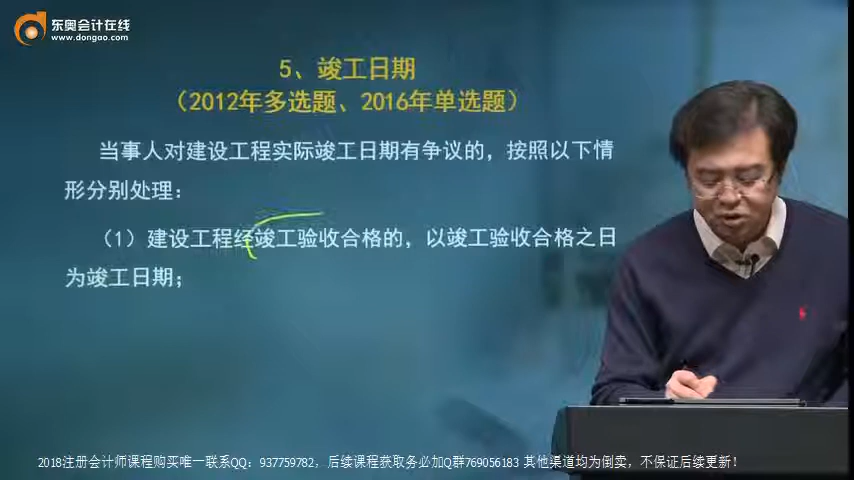 东奥会计在线
www.dongao.com
5、竣工日期
（2012年多选题、2016年单选题）
当事人对建设工程实际竣工日期有争议的，按照以下情
形分别处理：
（1）建设工程经竣工验收合格的，以竣工验收合格之日
为竣工日期；
2018注册会计师课程购买唯一联系QQ：937759782，后续课程获取务必加Q群769056183 其他渠道均为倒卖，不保证后续更新！